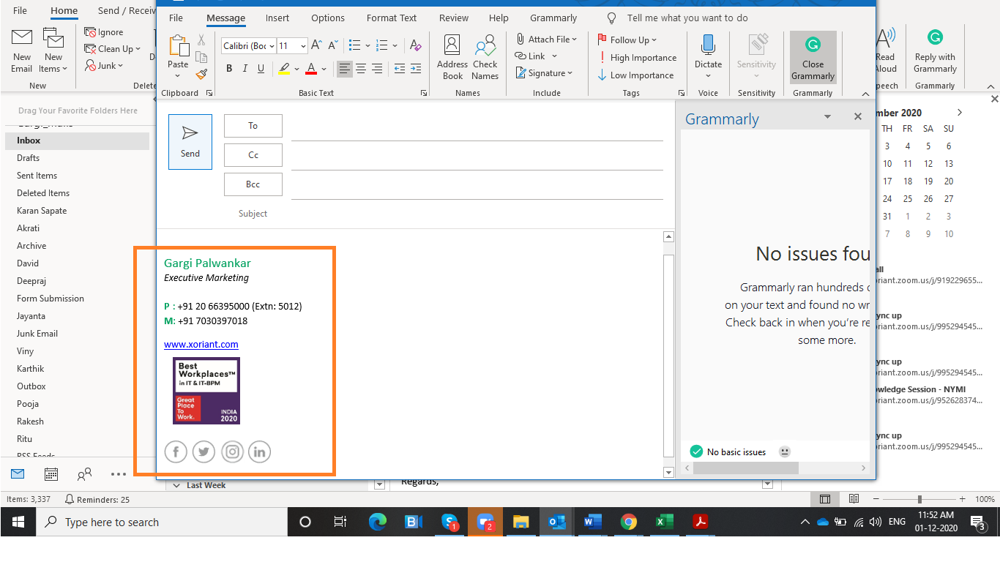 File Home Send / Receiv
File Message Insert Options Format Text Review Help Grammarly Tell me what you want to do
New Email
New Items
Ignore
Clean Up
Junk
New
Delete
Paste
Clipboard
Calibri (Boc 11
B I U
A
Basic Text
Address Book
Check Names
Names
Attach File
Link
Signature
Include
Follow Up
High Importance
Low Importance
Tags
Dictate
Voice
Sensitivity
Sensitivity
Close Grammarly
Grammarly
Read Aloud
peech
Reply with Grammarly
Grammarly
Drag Your Favorite Folders Here
Inbox
Drafts
Sent Items
Deleted Items
Karan Sapate
Akrati
Archive
David
Deepraj
Form Submission
Jayanta
Junk Email
Viny
Karthik
Outbox
Pooja
Rakesh
Ritu
RSS Feeds
Send
To
Cc
Bcc
Subject
Gargi Palwankar
Executive Marketing
P : +91 20 66395000 (Extn: 5012)
M: +91 7030397018
www.xoriant.com
Best
Workplaces™
in IT & IT-BPM
Great
Place
To
Work.
INDIA
2020
Grammarly
No issues fou
Grammarly ran hundreds
on your text and found no wr
Check back in when you're re
some more.
No basic issues
mber 2020
TH FR SA SU
3 4 5 6
10 11 12 13
17 18 19 20
24 25 26 27
31 1 2 3
7 8 9 10
all
riant.zoom.us/j/919229655...
ync up
riant.zoom.us/j/995294545...
ync up
riant.zoom.us/j/995294545...
wledge Session - NYMI
riant.zoom.us/j/952628374...
ync up
riant.zoom.us/j/995294545...
Last Week
Regards,
Items: 3,337 Reminders: 25 100%
Type here to search
1
2
ENG
11:52 AM
01-12-2020
3